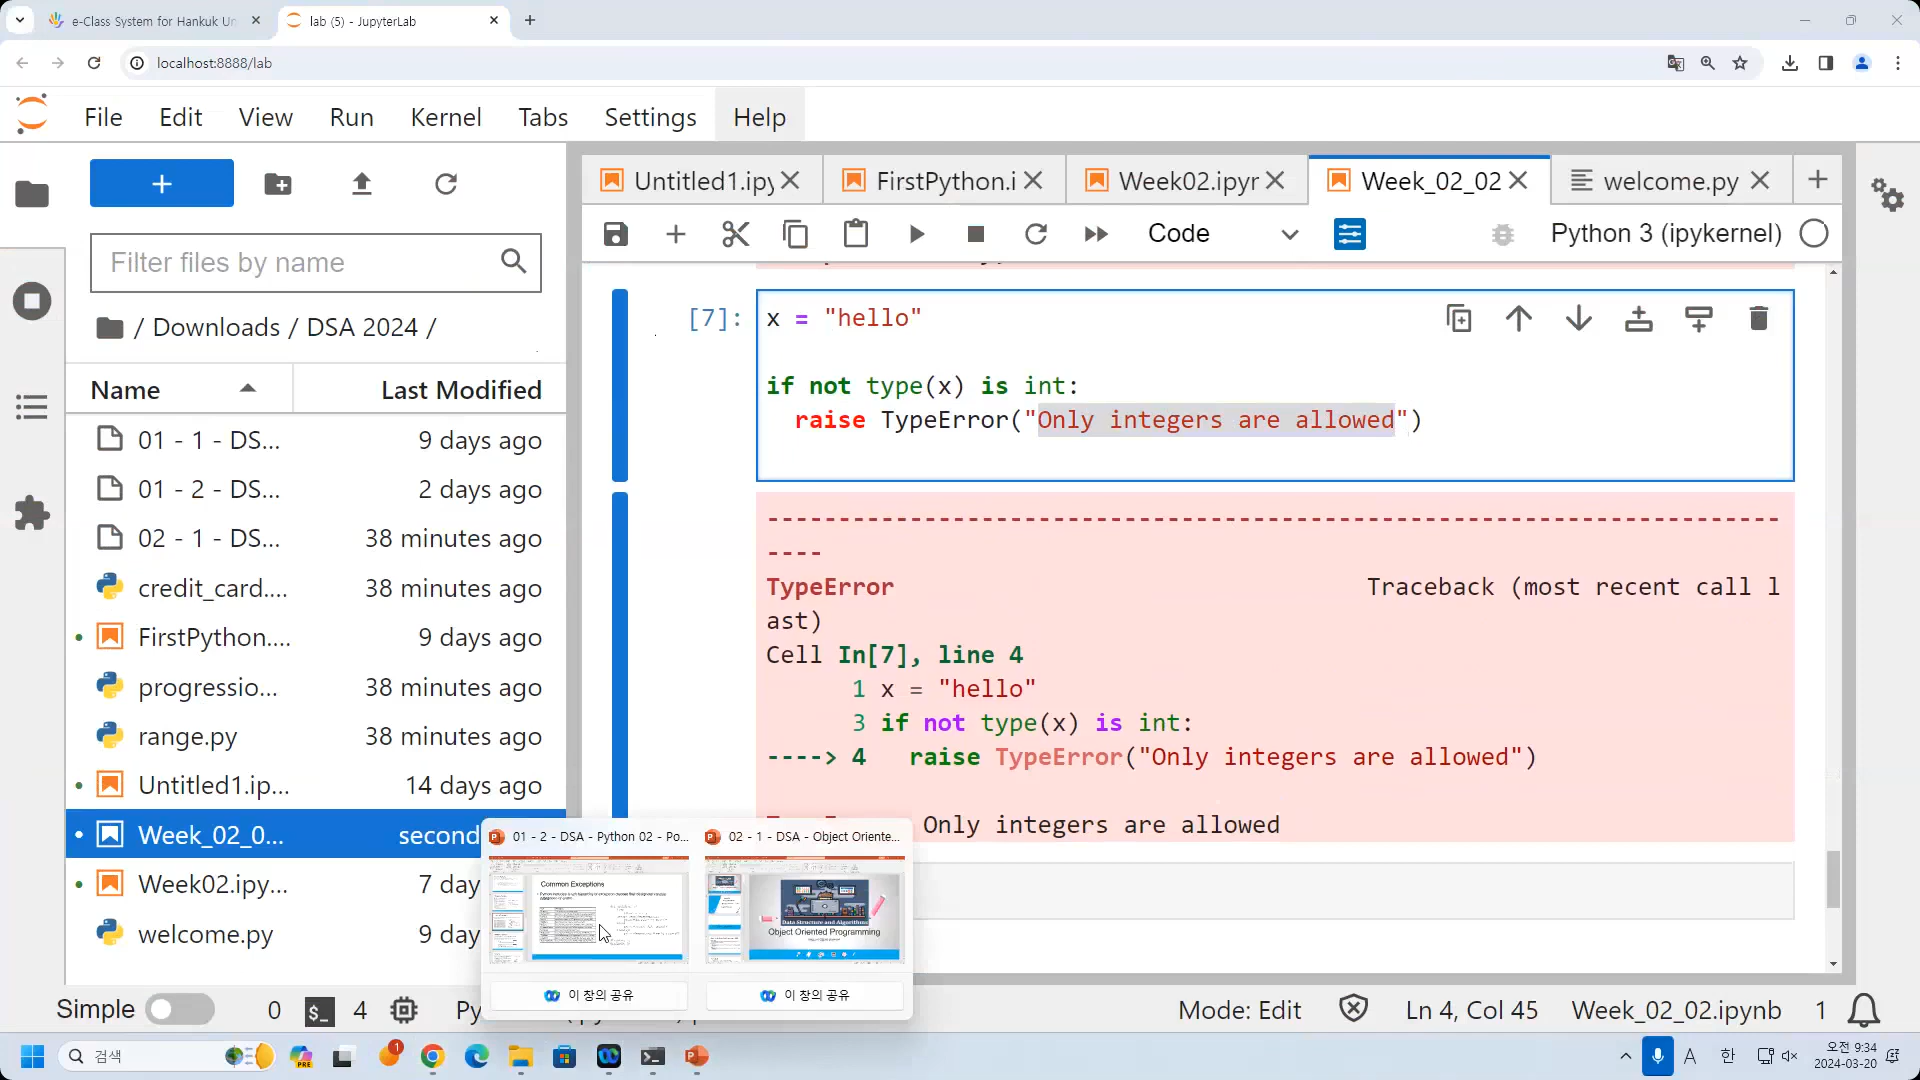 e-Class System for Hankuk Un
lab (5) - JupyterLab
localhost:8888/lab
File Edit View Run Kernel Tabs Settings Help
Untitled1.ipy
FirstPython.i
Week02.ipyr
Week_02_02
welcome.py
Code
Python 3 (ipykernel)
Filter files by name
/ Downloads / DSA 2024 /
Name Last Modified
01 - 1 - DS... 9 days ago
01 - 2 - DS... 2 days ago
02 - 1 - DS... 38 minutes ago
credit_card.... 38 minutes ago
FirstPython.... 9 days ago
progressio... 38 minutes ago
range.py 38 minutes ago
Untitled1.ip... 14 days ago
Week_02_0... second
Week02.ipy... 7 day
welcome.py 9 day
[7]: x = "hello"
if not type(x) is int:
raise TypeError("Only integers are allowed")
--------------------------------------------------------------------------- 
TypeError Traceback (most recent call l
ast)
Cell In[7], line 4
1 x = "hello"
3 if not type(x) is int:
----> 4 raise TypeError("Only integers are allowed")
Only integers are allowed
01 - 2 - DSA - Python 02 - Po...
02 - 1 - DSA - Object Oriente...
Common Exceptions
Data Structure and Algorithms
Object Oriented Programming
이 창의 공유
이 창의 공유
Simple 0 $_ 4 Py
Mode: Edit Ln 4, Col 45 Week_02_02.ipynb 1
검색
PRE
1
A 한
오전 9:34
2024-03-20